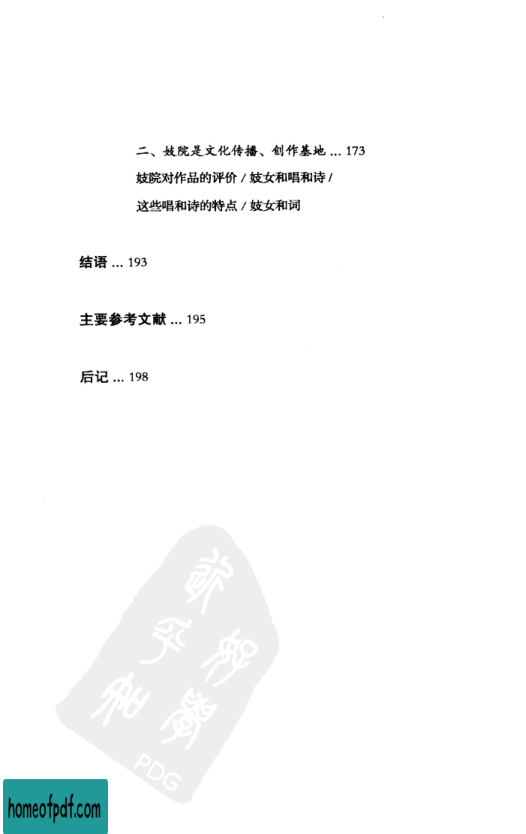 二、妓院是文化传播、创作基地 ... 173
妓院对作品的评价 / 妓女和唱和诗 /
这些唱和诗的特点 / 妓女和词
结语 ... 193
主要参考文献 ... 195
后记 ... 198
PDG
homeofpdf.com